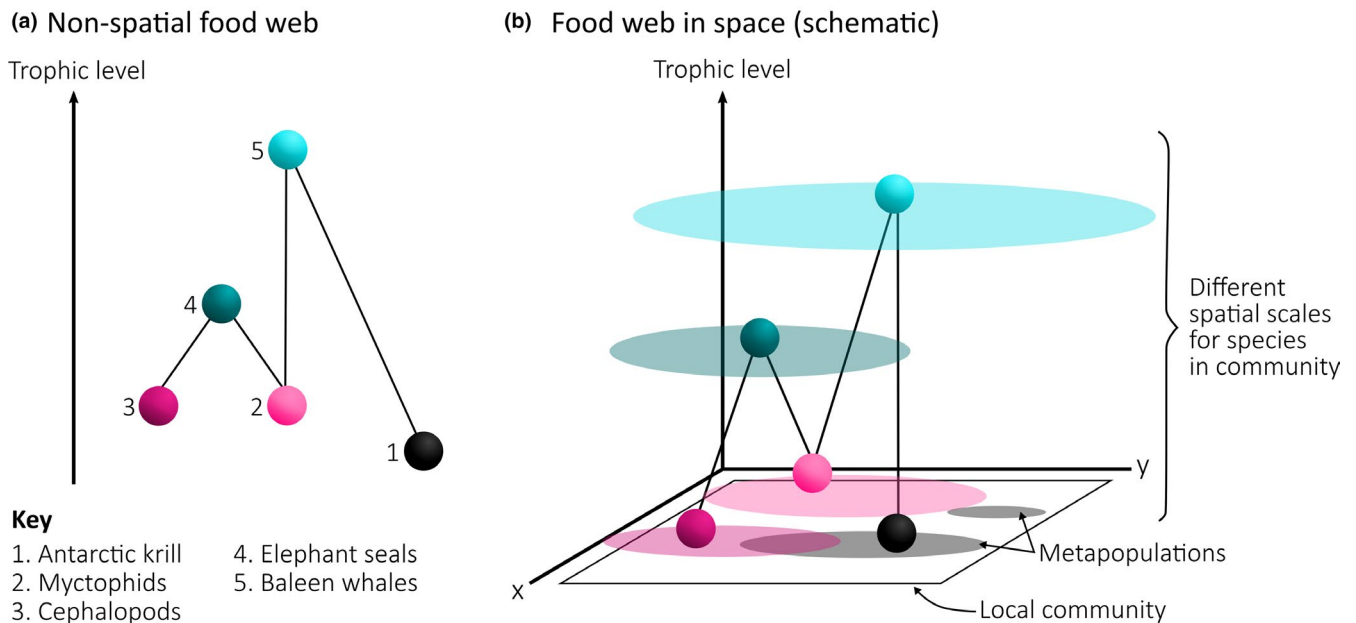 (a) Non-spatial food web
Trophic level
5
4
3
2
1
Key
1. Antarctic krill
2. Myctophids
3. Cephalopods
4. Elephant seals
5. Baleen whales
(b) Food web in space (schematic)
Trophic level
y
x
Different
spatial scales
for species
in community
Metapopulations
Local community